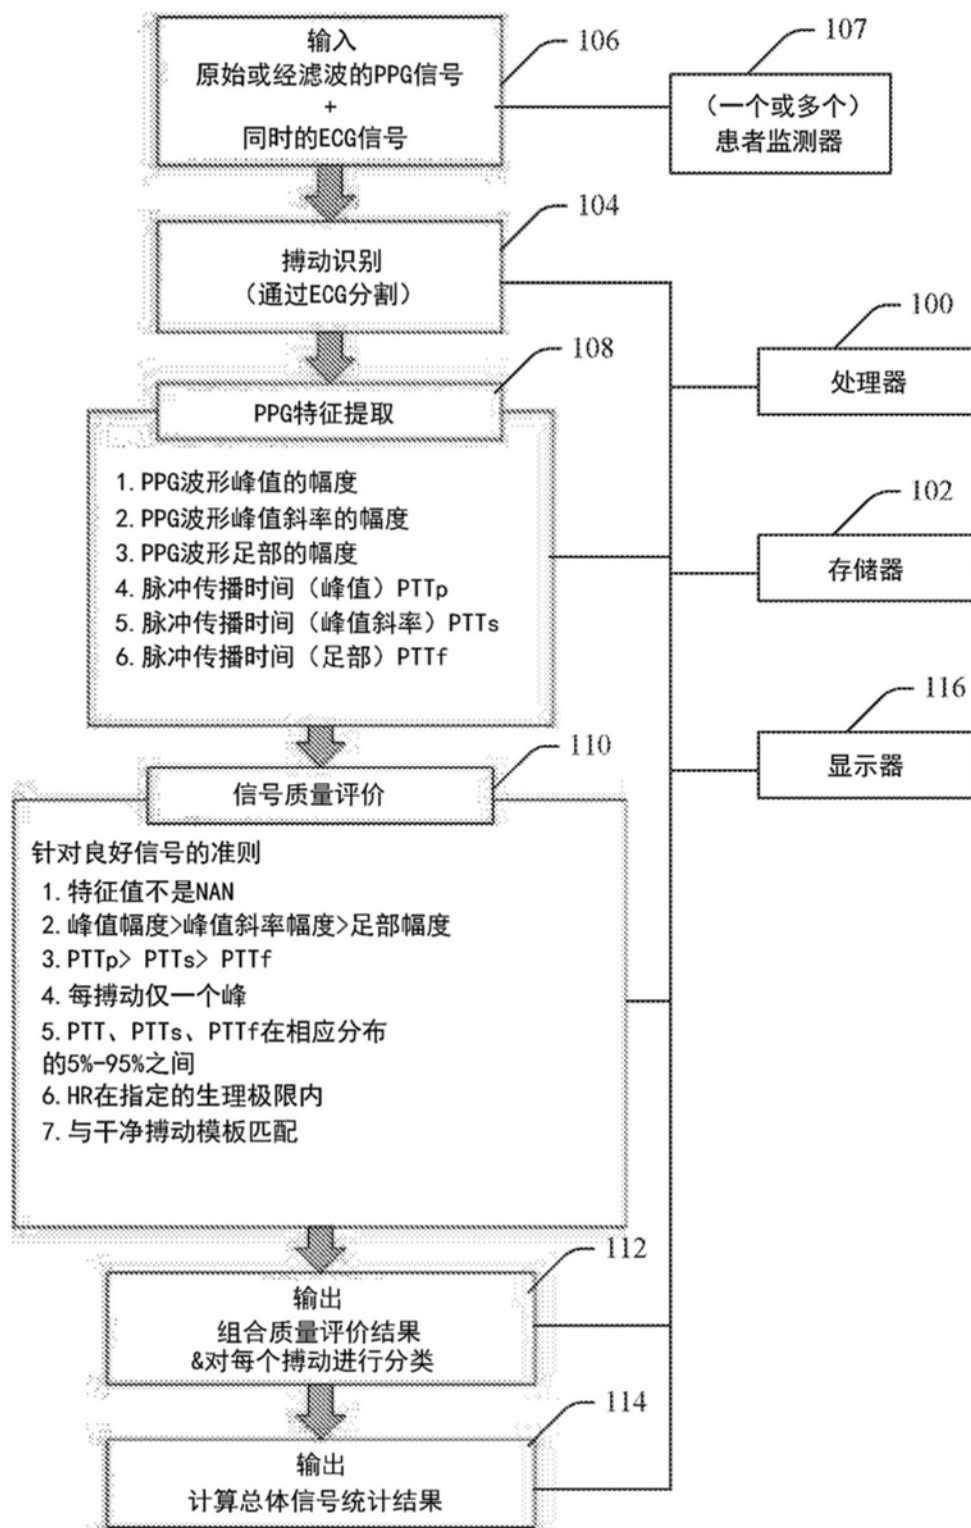 输入
原始或经滤波的PPG信号
+
同时的ECG信号
106
107
（一个或多个）
患者监测器
104
搏动识别
（通过ECG分割）
108
PPG特征提取
1.PPG波形峰值的幅度
2.PPG波形峰值斜率的幅度
3.PPG波形足部的幅度
4.脉冲传播时间（峰值）PTTp
5.脉冲传播时间（峰值斜率）PTTs
6.脉冲传播时间（足部）PTTf
100
处理器
102
存储器
116
显示器
110
信号质量评价
针对良好信号的准则
1.特征值不是NAN
2.峰值幅度>峰值斜率幅度>足部幅度
3.PTTp> PTTs> PTTf
4.每搏动仅一个峰
5.PTT、PTTs、PTTf在相应分布
的5%-95%之间
6.HR在指定的生理极限内
7.与干净搏动模板匹配
112
输出
组合质量评价结果
&对每个搏动进行分类
114
输出
计算总体信号统计结果